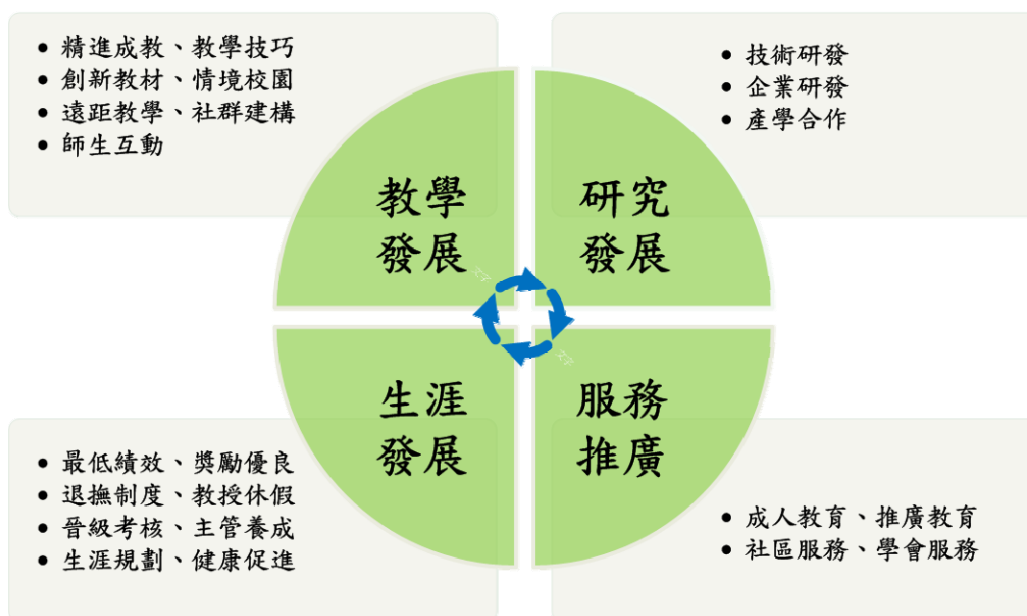 • 精進成教、教學技巧
• 創新教材、情境校園
• 遠距教學、社群建構
• 師生互動
• 技術研發
• 企業研發
• 產學合作
教學
發展
研究
發展
文字
文字
生涯
發展
服務
推廣
• 最低績效、獎勵優良
• 退撫制度、教授休假
• 晉級考核、主管養成
• 生涯規劃、健康促進
• 成人教育、推廣教育
• 社區服務、學會服務